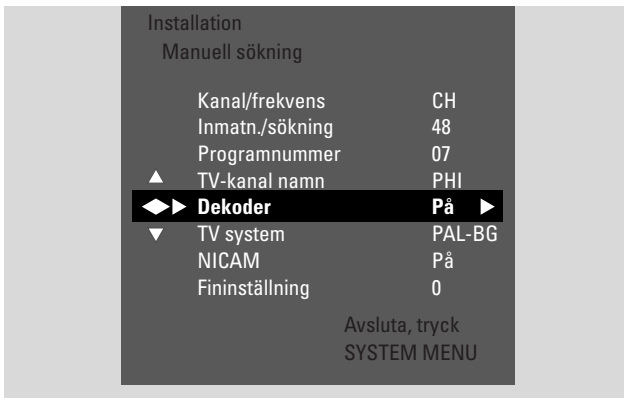 Installation
Manuell sökning
Kanal/frekvens CH
Inmatn./sökning 48
Programnummer 07
TV-kanal namn PHI
Dekoder På
TV system PAL-BG
NICAM På
Fininställning 0
Avsluta, tryck
SYSTEM MENU